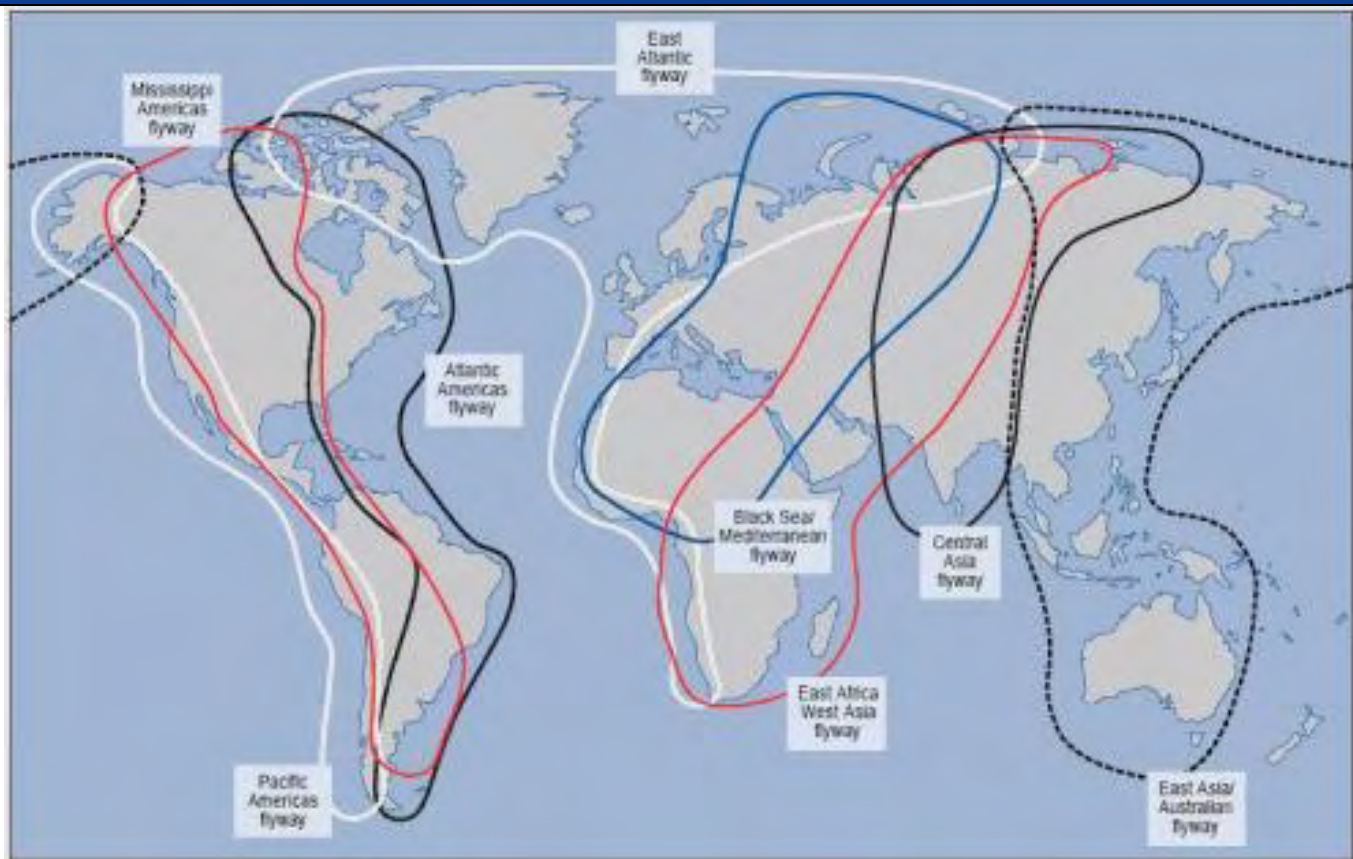 East
Atlantic
flyway
Mississippi
Americas
flyway
Atlantic
Americas
flyway
Black Sea/
Mediterranean
flyway
Central
Asia
flyway
East Africa
West Asia
flyway
Pacific
Americas
flyway
East Asia/
Australian
flyway